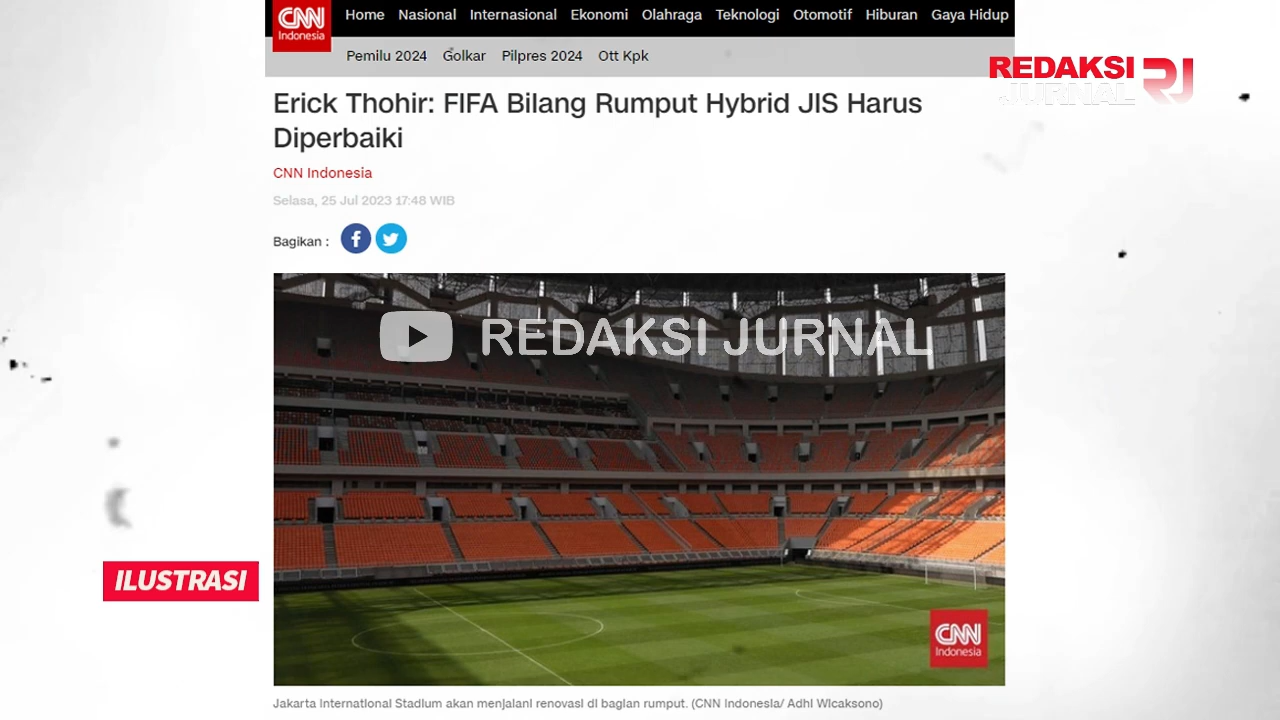 CNN
Indonesia
Home Nasional Internasional Ekonomi Olahraga Teknologi Otomotif Hiburan Gaya Hidup
Pemilu 2024 Golkar Pilpres 2024 Ott Kpk
REDAKSI
JURNAL
RJ
Erick Thohir: FIFA Bilang Rumput Hybrid JIS Harus
Diperbaiki
CNN Indonesia
Selasa, 25 Jul 2023 17:48 WIB
Bagikan :
REDAKSI JURNAL
ILUSTRASI
CNN
Indonesia
Jakarta International Stadium akan menjalani renovasi di bagian rumput. (CNN Indonesia/ Adhi Wicaksono)